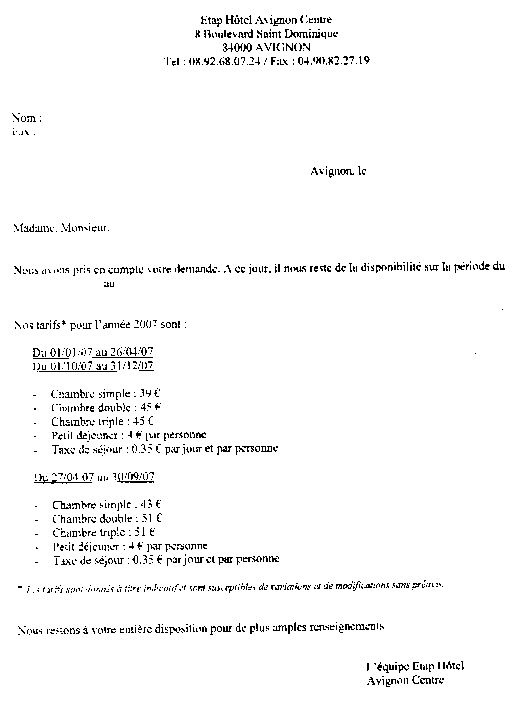 Etap Hôtel Avignon Centre
8 Boulevard Saint Dominique
84000 AVIGNON
Tel : 08.92.68.07.24 / Fax : 04.90.82.27.19
Nom :
Fax :
Avignon, le
Madame, Monsieur,
Nous avons pris en compte votre demande. A ce jour, il nous reste de la disponibilité sur la période du
au
Nos tarifs* pour l'année 2007 sont :
Du 01/01/07 au 26/04/07
Du 01/10/07 au 31/12/07
- Chambre simple : 39 €
- Chambre double : 45 €
- Chambre triple : 45 €
- Petit déjeuner : 4 € par personne
- Taxe de séjour : 0.35 € par jour et par personne
Du 27/04/07 au 30/09/07
- Chambre simple : 43 €
- Chambre double : 51 €
- Chambre triple : 51 €
- Petit déjeuner : 4 € par personne
- Taxe de séjour : 0.35 € par jour et par personne
* Les tarifs sont donnés à titre indicatif et sont susceptibles de variations et de modifications sans préavis.
Nous restons à votre entière disposition pour de plus amples renseignements
L'équipe Etap Hôtel
Avignon Centre